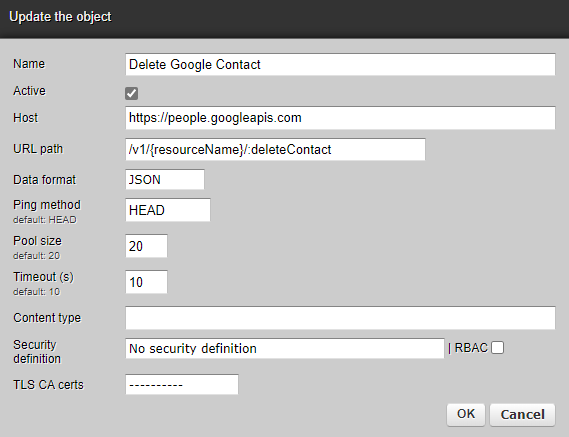 Update the object
Name Delete Google Contact
Active
Host https://people.googleapis.com
URL path /v1/{resourceName}/:deleteContact
Data format JSON
Ping method HEAD
default: HEAD
Pool size 20
default: 20
Timeout (s) 10
default: 10
Content type
Security No security definition | RBAC
definition
TLS CA certs ----------
OK Cancel